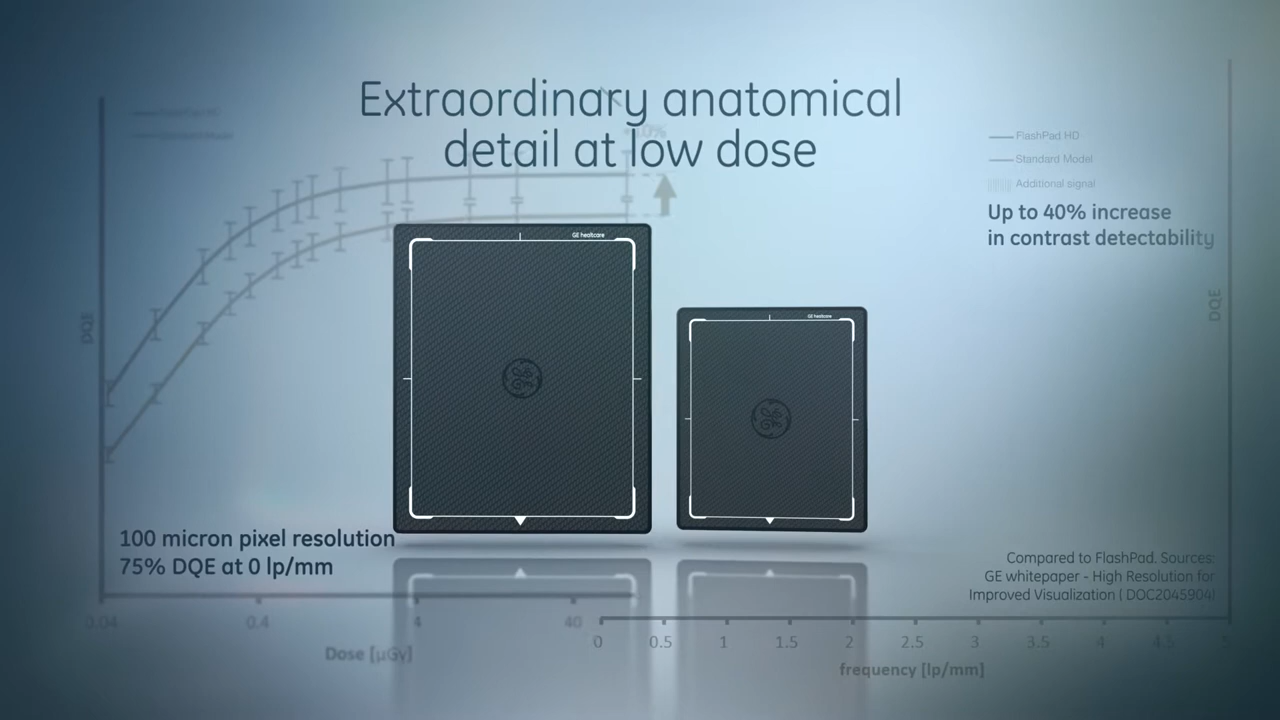 Extraordinary anatomical
detail at low dose
FlashPad HD
Standard Model
Additional signal
Up to 40% increase
in contrast detectability
GE healtcare
GE healtcare
DQE
DQE
100 micron pixel resolution
75% DQE at 0 lp/mm
Compared to FlashPad. Sources:
GE whitepaper - High Resolution for
Improved Visualization ( DOC2045904)
0.04 0.4 4 40
Dose [µGy]
0 0.5 1 1.5 2 2.5 3 3.5 4 4.5 5
frequency [lp/mm]